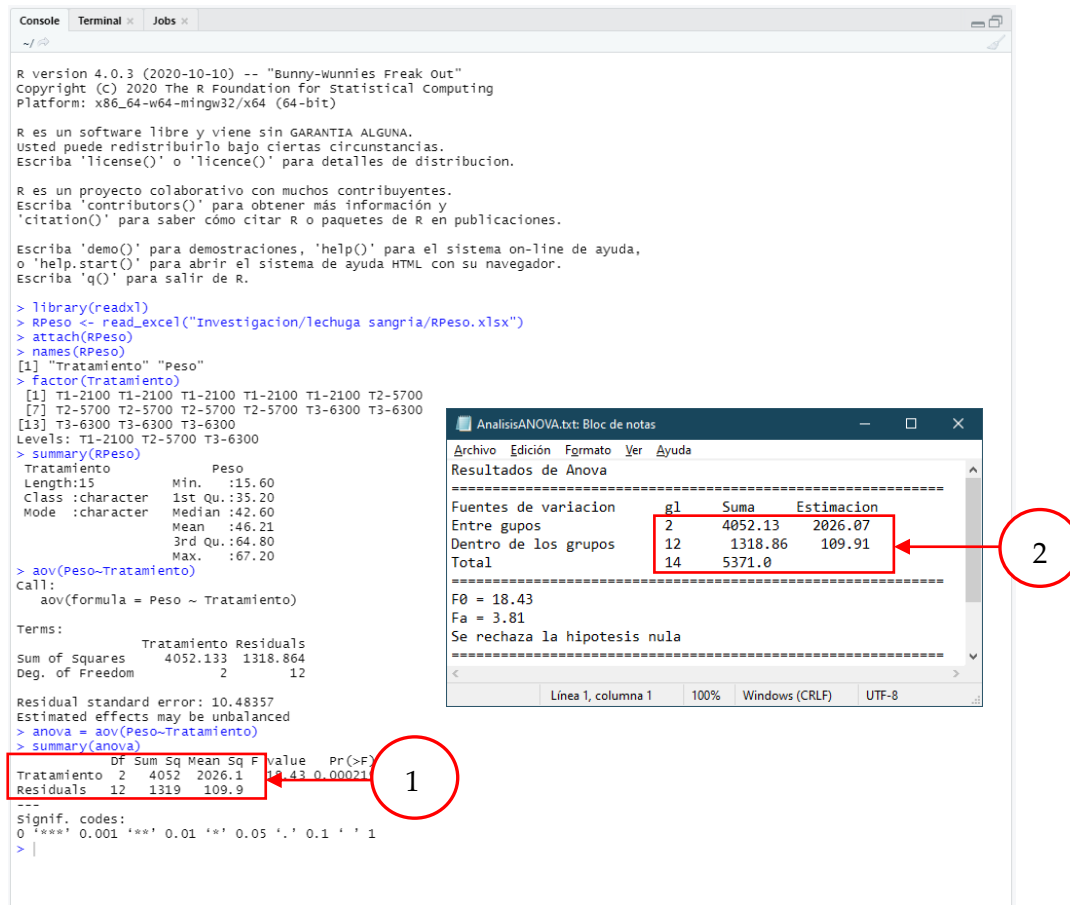 Console Terminal × Jobs ×
~/
R version 4.0.3 (2020-10-10) -- "Bunny-Wunnies Freak Out"
Copyright (C) 2020 The R Foundation for Statistical Computing
Platform: x86_64-w64-mingw32/x64 (64-bit)
R es un software libre y viene sin GARANTIA ALGUNA.
Usted puede redistribuirlo bajo ciertas circunstancias.
Escriba 'license()' o 'licence()' para detalles de distribucion.
R es un proyecto colaborativo con muchos contribuyentes.
Escriba 'contributors()' para obtener más información y
'citation()' para saber cómo citar R o paquetes de R en publicaciones.
Escriba 'demo()' para demostraciones, 'help()' para el sistema on-line de ayuda,
o 'help.start()' para abrir el sistema de ayuda HTML con su navegador.
Escriba 'q()' para salir de R.
> library(readxl)
> RPeso <- read_excel("Investigacion/lechuga sangria/RPeso.xlsx")
> attach(RPeso)
> names(RPeso)
[1] "Tratamiento" "Peso"
> factor(Tratamiento)
[1] T1-2100 T1-2100 T1-2100 T1-2100 T1-2100 T2-5700
[7] T2-5700 T2-5700 T2-5700 T2-5700 T3-6300 T3-6300
[13] T3-6300 T3-6300 T3-6300
Levels: T1-2100 T2-5700 T3-6300
> summary(RPeso)
Tratamiento Peso
Length:15 Min. :15.60
Class :character 1st Qu.:35.20
Mode :character Median :42.60
Mean :46.21
3rd Qu.:64.80
Max. :67.20
> aov(Peso~Tratamiento)
Call:
aov(formula = Peso ~ Tratamiento)
Terms:
Tratamiento Residuals
Sum of Squares 4052.133 1318.864
Deg. of Freedom 2 12
Residual standard error: 10.48357
Estimated effects may be unbalanced
> anova = aov(Peso~Tratamiento)
> summary(anova)
Df Sum Sq Mean Sq F value Pr(>F)
Tratamiento 2 4052 2026.1 18.43 0.00021
Residuals 12 1319 109.9
---
Signif. codes:
0 ‘***’ 0.001 ‘**’ 0.01 ‘*’ 0.05 ‘.’ 0.1 ‘ ’ 1
>
1
AnalisisANOVA.txt: Bloc de notas
Archivo Edición Formato Ver Ayuda
Resultados de Anova
================================================================
Fuentes de variacion gl Suma Estimacion
Entre gupos 2 4052.13 2026.07
Dentro de los grupos 12 1318.86 109.91
Total 14 5371.0
================================================================
F0 = 18.43
Fa = 3.81
Se rechaza la hipotesis nula
================================================================
Línea 1, columna 1 100% Windows (CRLF) UTF-8
2